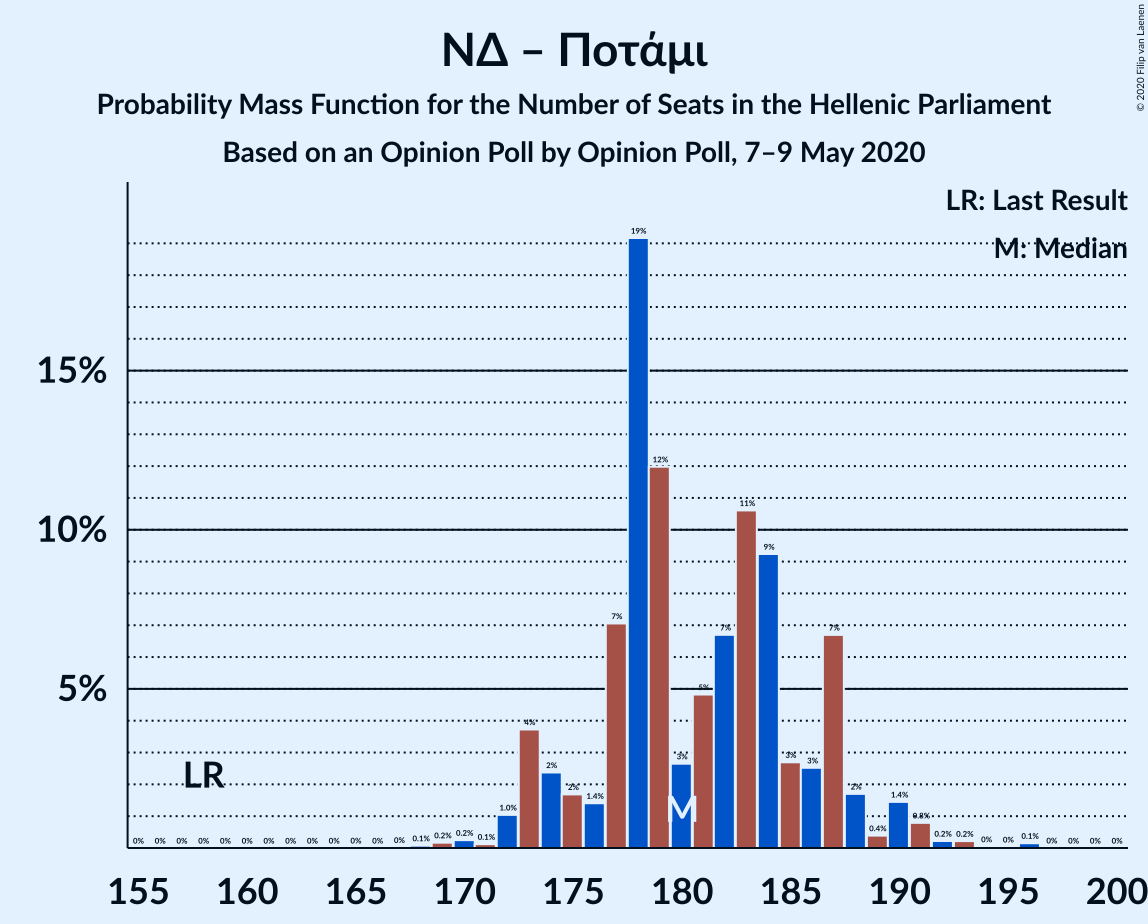 © 2020 Filip van Laenen
ΝΔ – Ποτάμι
Probability Mass Function for the Number of Seats in the Hellenic Parliament
Based on an Opinion Poll by Opinion Poll, 7–9 May 2020
LR: Last Result
M: Median
15%
10%
5%
0% 0% 0% 0% 0% 0% 0% 0% 0% 0% 0% 0% 0% 0.1% 0.2% 0.2% 0.1% 1.0% 4% 2% 2% 1.4% 7% 19% 12% 3% 5% 7% 11% 9% 3% 3% 7% 2% 0.4% 1.4% 0.8% 0.2% 0.2% 0% 0% 0.1% 0% 0% 0% 0%
LR
M
155 160 165 170 175 180 185 190 195 200